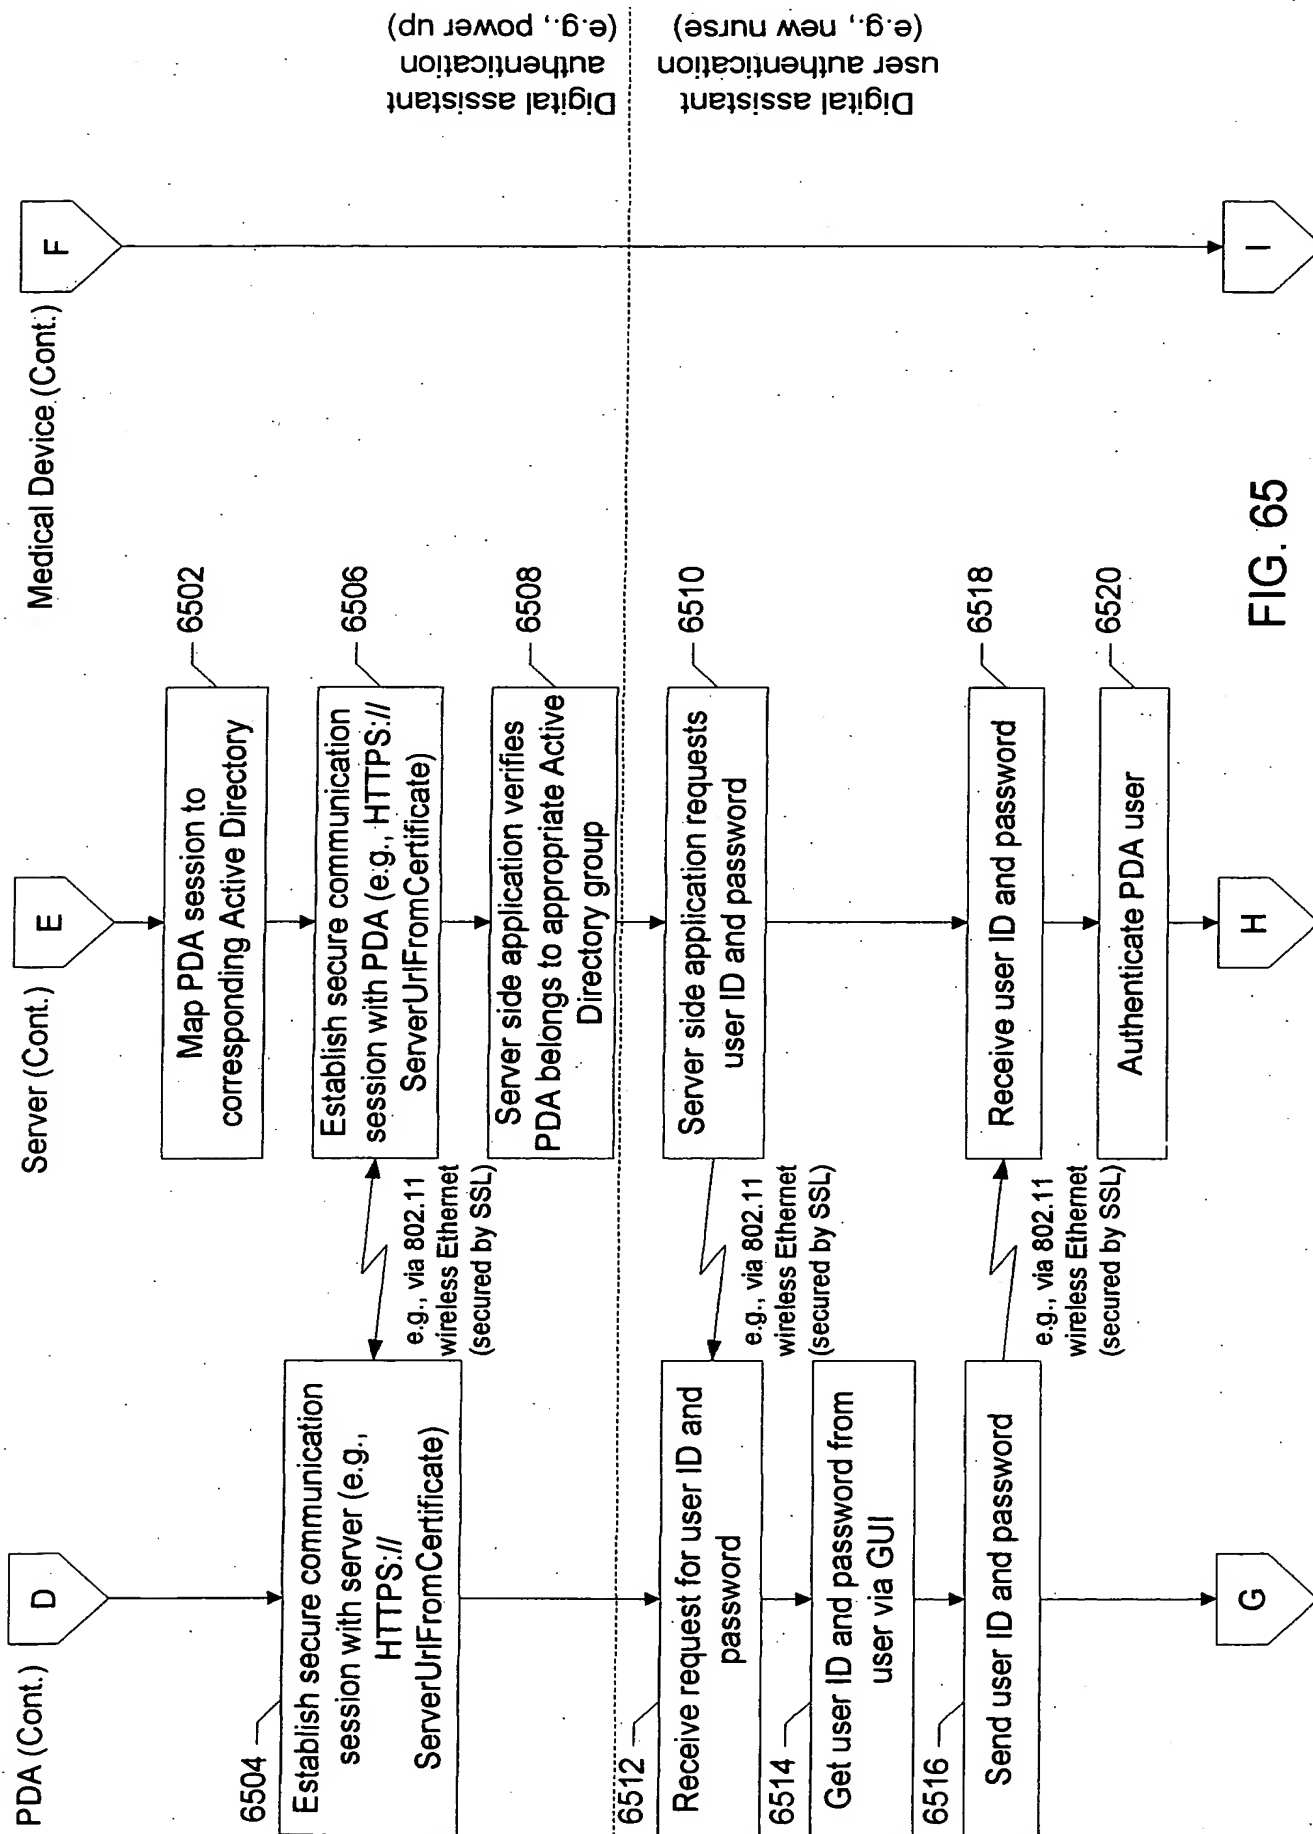 PDA (Cont.)
D
6504
Establish secure communication
session with server (e.g.,
HTTPS://
ServerUrlFromCertificate)
6512
Receive request for user ID and
password
6514
Get user ID and password from
user via GUI
6516
Send user ID and password
G
e.g., via 802.11
wireless Ethernet
(secured by SSL)
e.g., via 802.11
wireless Ethernet
(secured by SSL)
e.g., via 802.11
wireless Ethernet
(secured by SSL)
Server (Cont.)
E
Map PDA session to
corresponding Active Directory
6502
Establish secure communication
session with PDA (e.g., HTTPS://
ServerUrlFromCertificate)
6506
Server side application verifies
PDA belongs to appropriate Active
Directory group
6508
Server side application requests
user ID and password
6510
Receive user ID and password
6518
Authenticate PDA user
6520
H
Medical Device (Cont.)
F
I
Digital assistant
authentication
(e.g., power up)
Digital assistant
user authentication
(e.g., new nurse)
FIG. 65